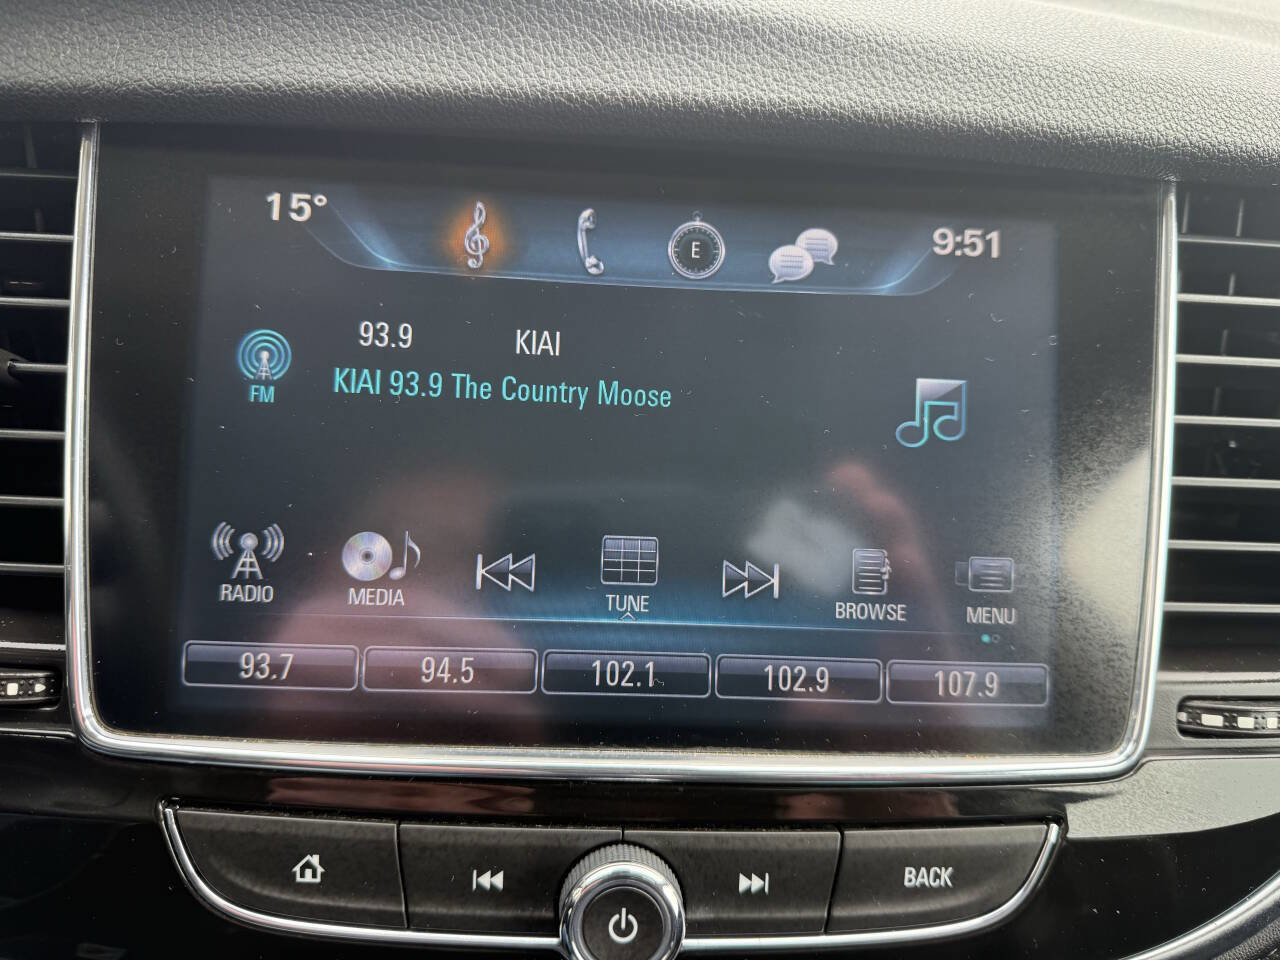 15° E 9:51
93.9 KIAI
FM KIAI 93.9 The Country Moose
RADIO MEDIA TUNE BROWSE MENU
93.7 94.5 102.1 102.9 107.9
BACK